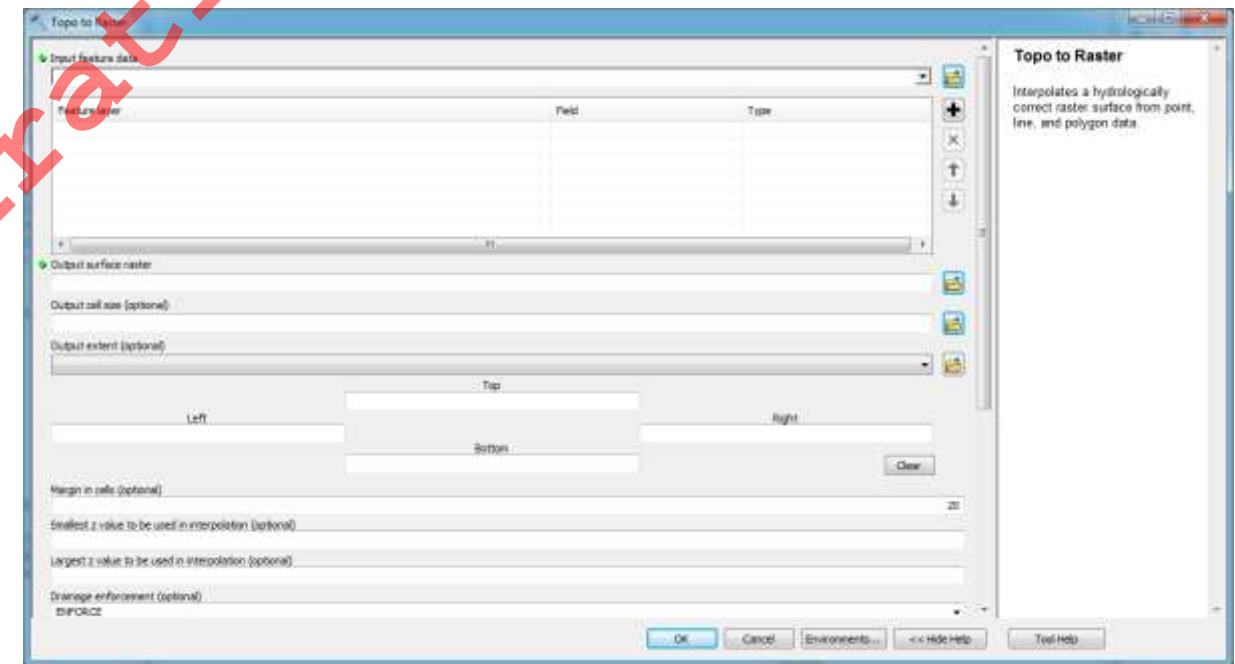 Topo to Raster
Input feature data
Feature layer Field Type
Output surface raster
Output cell size (optional)
Output extent (optional)
Top
Left Right
Bottom
Clear
Margin in cells (optional)
20
Smallest z value to be used in interpolation (optional)
Largest z value to be used in interpolation (optional)
Drainage enforcement (optional)
ENFORCE
OK Cancel Environments... << Hide Help Tool Help
Topo to Raster
Interpolates a hydrologically
correct raster surface from point,
line, and polygon data.